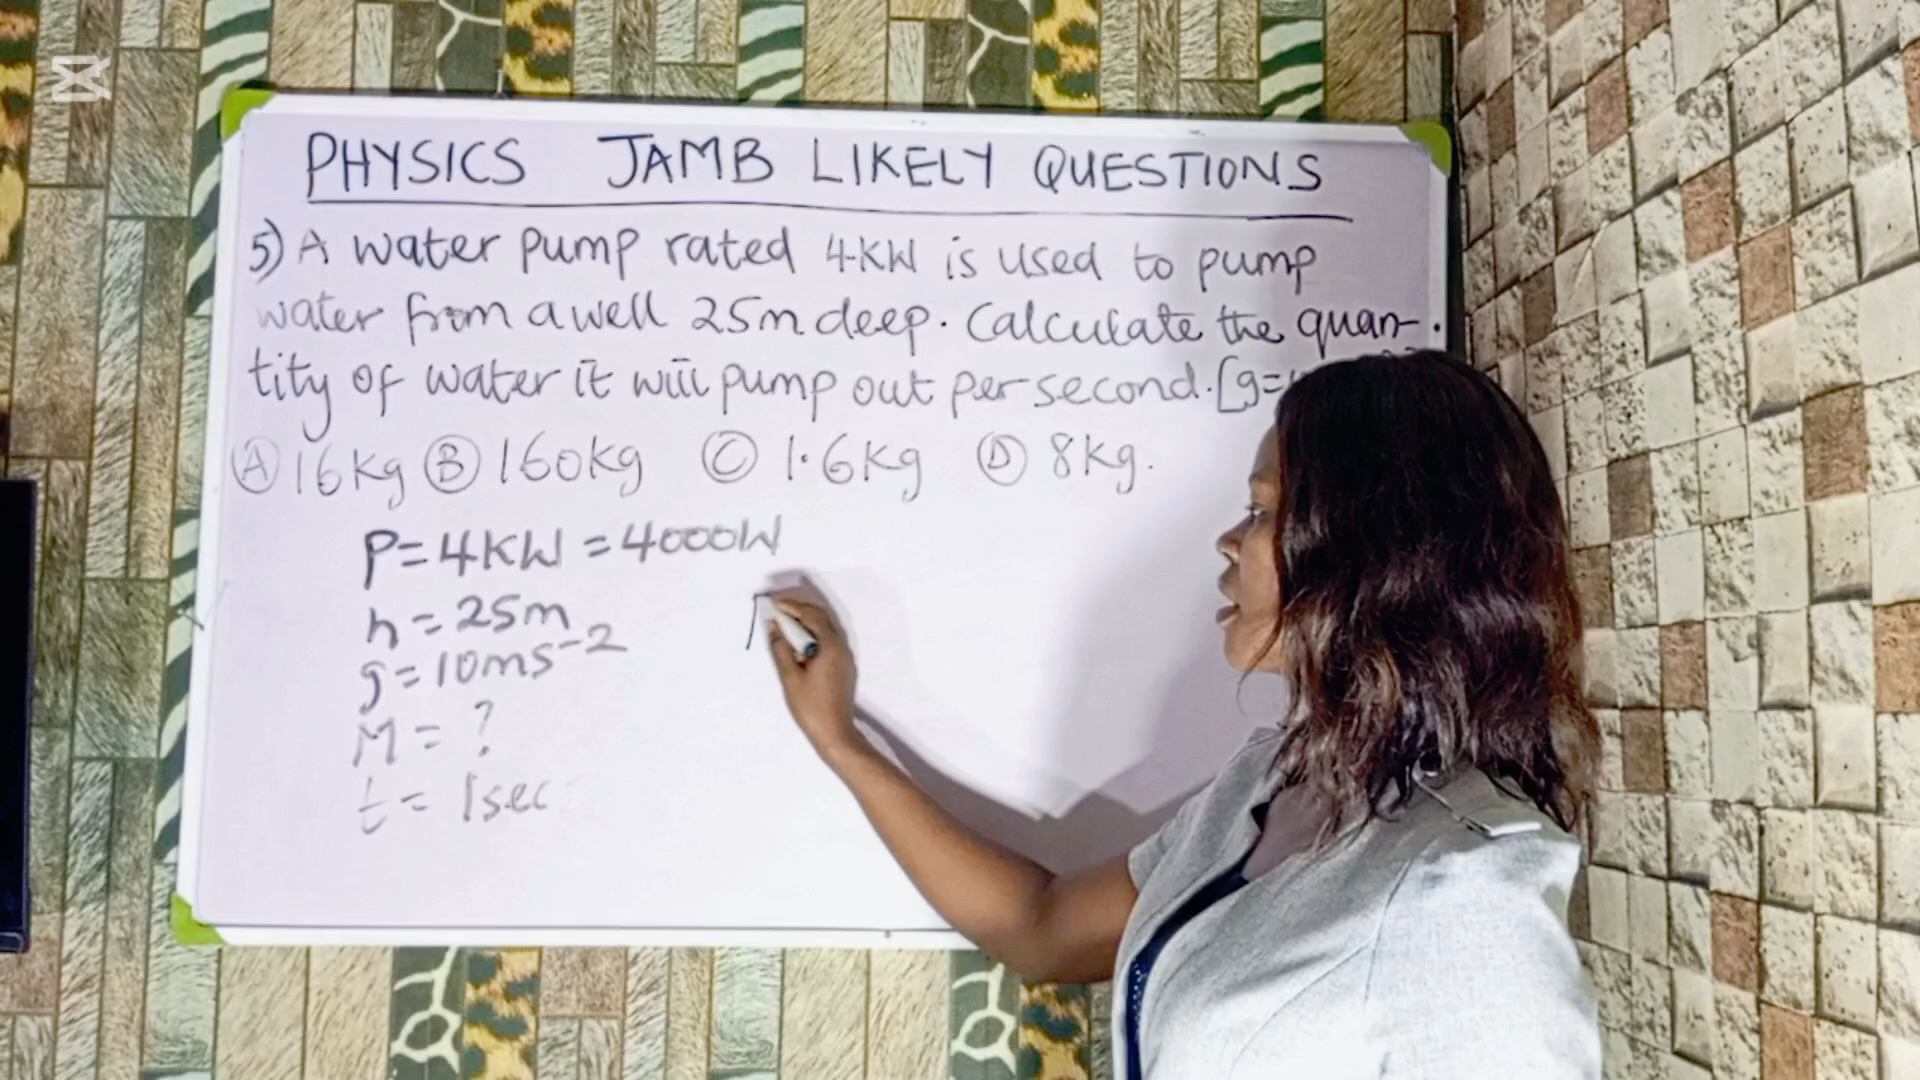 PHYSICS JAMB LIKELY QUESTIONS
5) A water pump rated 4KW is used to pump
water from a well 25m deep. Calculate the quan-
tity of water it will pump out per second. [g=
Ⓐ 16kg Ⓑ 160kg Ⓒ 1.6kg Ⓓ 8kg.
P=4KW = 4000W
h = 25m
g = 10ms-2
M = ?
t = 1sec